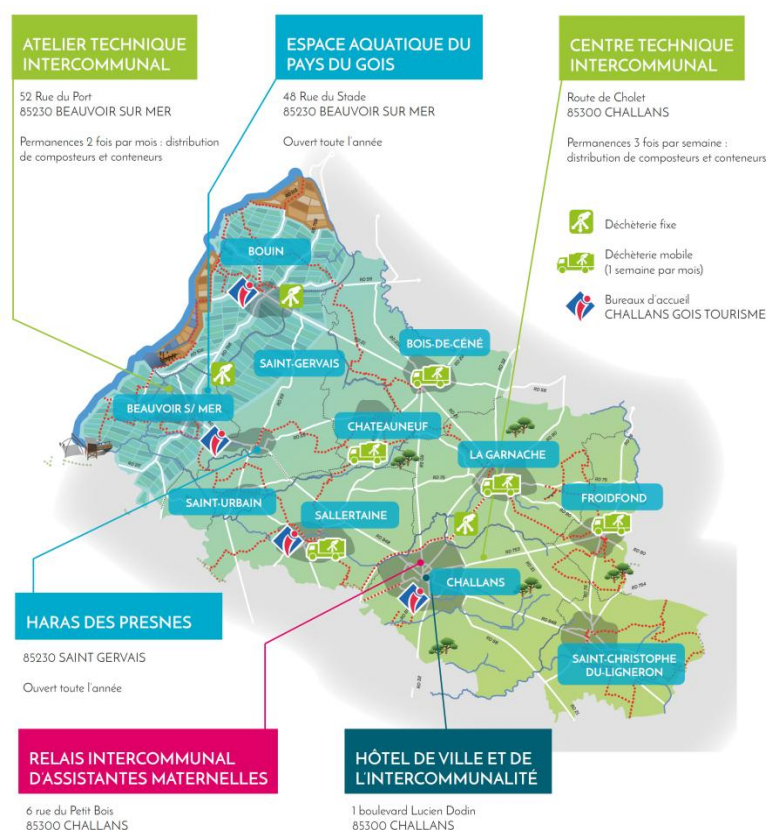 ATELIER TECHNIQUE
INTERCOMMUNAL
52 Rue du Port
85230 BEAUVOIR SUR MER
Permanences 2 fois par mois : distribution
de composteurs et conteneurs
ESPACE AQUATIQUE DU
PAYS DU GOIS
48 Rue du Stade
85230 BEAUVOIR SUR MER
Ouvert toute l'année
CENTRE TECHNIQUE
INTERCOMMUNAL
Route de Cholet
85300 CHALLANS
Permanences 3 fois par semaine :
distribution de composteurs et conteneurs
Déchèterie fixe
Déchèterie mobile
(1 semaine par mois)
Bureaux d'accueil
CHALLANS GOIS TOURISME
BOUIN
SAINT-GERVAIS
BOIS-DE-CÉNÉ
BEAUVOIR S/ MER
CHATEAUNEUF
LA GARNACHE
SAINT-URBAIN
SALLERTAINE
FROIDFOND
CHALLANS
SAINT-CHRISTOPHE
DU-LIGNERON
HARAS DES PRESNES
85230 SAINT GERVAIS
Ouvert toute l'année
RELAIS INTERCOMMUNAL
D'ASSISTANTES MATERNELLES
6 rue du Petit Bois
85300 CHALLANS
HÔTEL DE VILLE ET DE
L'INTERCOMMUNALITÉ
1 boulevard Lucien Dodin
85300 CHALLANS